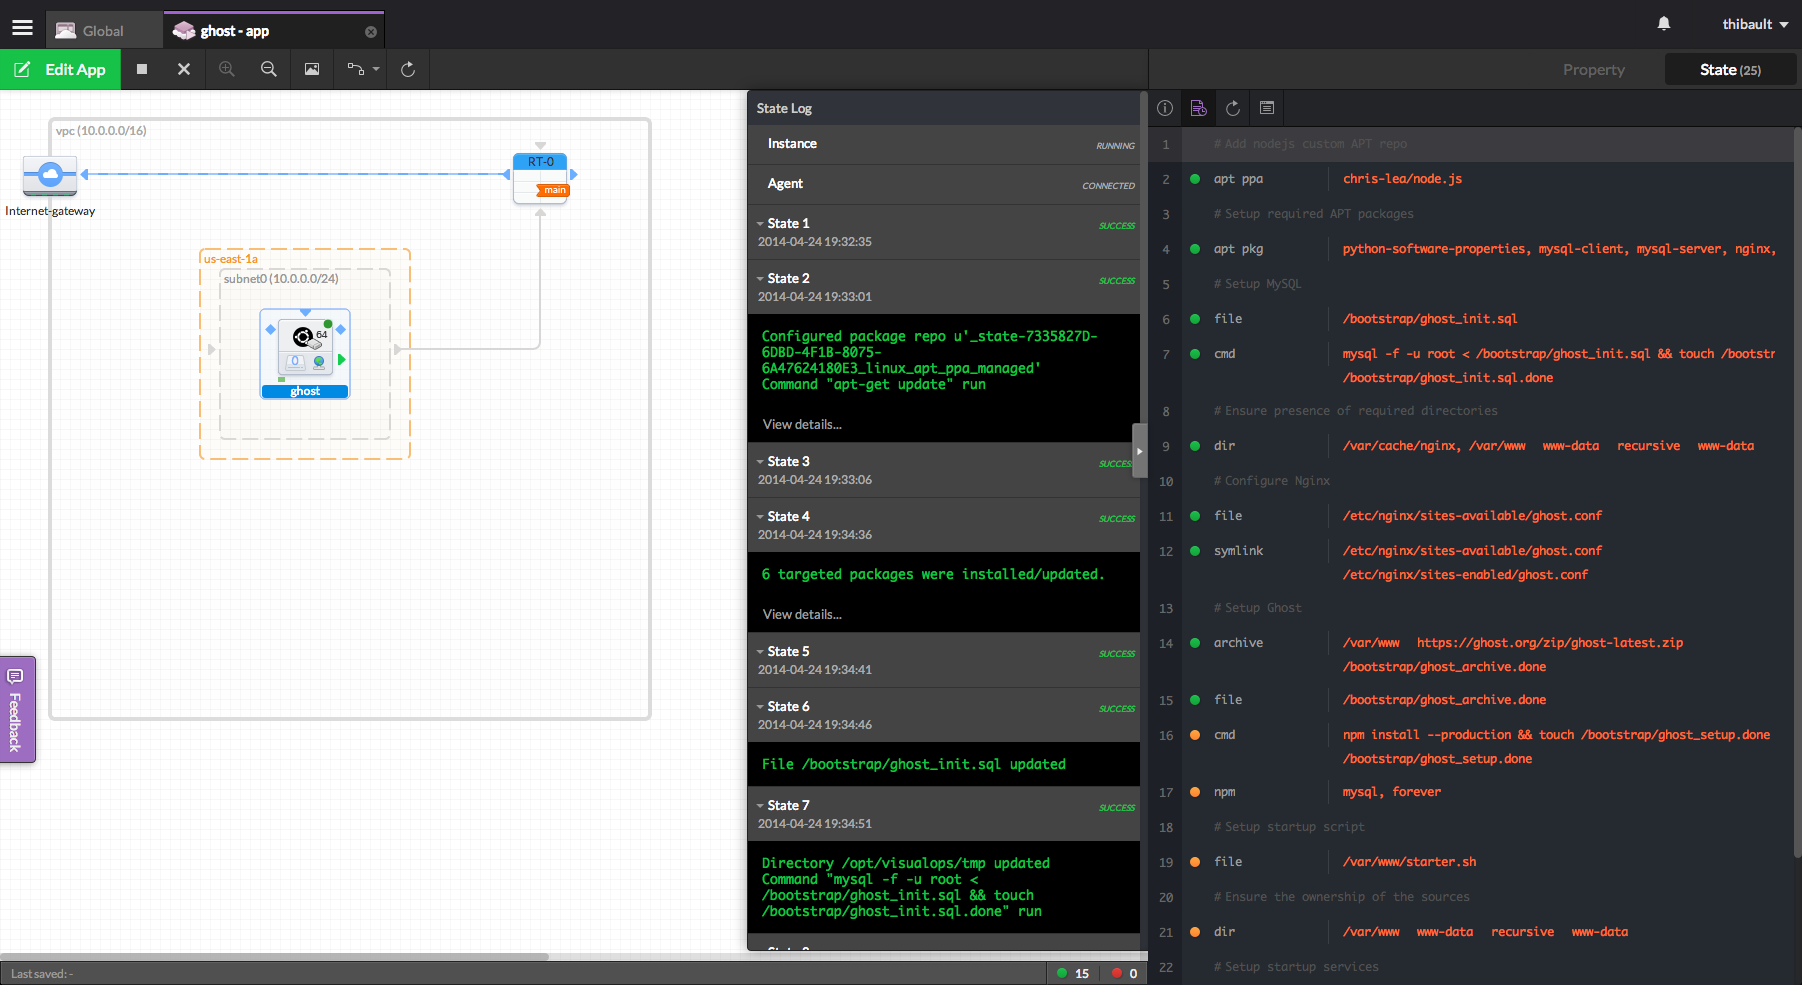 Global
ghost - app
thibault
Edit App
Property
State (25)
vpc (10.0.0.0/16)
RT-0
main
Internet-gateway
us-east-1a
subnet0 (10.0.0.0/24)
64
0
ghost
Feedback
State Log
Instance
RUNNING
Agent
CONNECTED
State 1
SUCCESS
2014-04-24 19:32:35
State 2
SUCCESS
2014-04-24 19:33:01
Configured package repo u'_state-7335827D-
6DBD-4F1B-8075-
6A47624180E3_linux_apt_ppa_managed'
Command "apt-get update" run
View details...
State 3
SUCCESS
2014-04-24 19:33:06
State 4
SUCCESS
2014-04-24 19:34:36
6 targeted packages were installed/updated.
View details...
State 5
SUCCESS
2014-04-24 19:34:41
State 6
SUCCESS
2014-04-24 19:34:46
File /bootstrap/ghost_init.sql updated
State 7
SUCCESS
2014-04-24 19:34:51
Directory /opt/visualops/tmp updated
Command "mysql -f -u root <
/bootstrap/ghost_init.sql && touch
/bootstrap/ghost_init.sql.done" run
1 # Add nodejs custom APT repo
2 apt ppa chris-lea/node.js
3 # Setup required APT packages
4 apt pkg python-software-properties, mysql-client, mysql-server, nginx,
5 # Setup MySQL
6 file /bootstrap/ghost_init.sql
7 cmd mysql -f -u root < /bootstrap/ghost_init.sql && touch /bootstr
/bootstrap/ghost_init.sql.done
8 # Ensure presence of required directories
9 dir /var/cache/nginx, /var/www www-data recursive www-data
10 # Configure Nginx
11 file /etc/nginx/sites-available/ghost.conf
12 symlink /etc/nginx/sites-available/ghost.conf
/etc/nginx/sites-enabled/ghost.conf
13 # Setup Ghost
14 archive /var/www https://ghost.org/zip/ghost-latest.zip
/bootstrap/ghost_archive.done
15 file /bootstrap/ghost_archive.done
16 cmd npm install --production && touch /bootstrap/ghost_setup.done
/bootstrap/ghost_setup.done
17 npm mysql, forever
18 # Setup startup script
19 file /var/www/starter.sh
20 # Ensure the ownership of the sources
21 dir /var/www www-data recursive www-data
22 # Setup startup services
Last saved: -
15
0